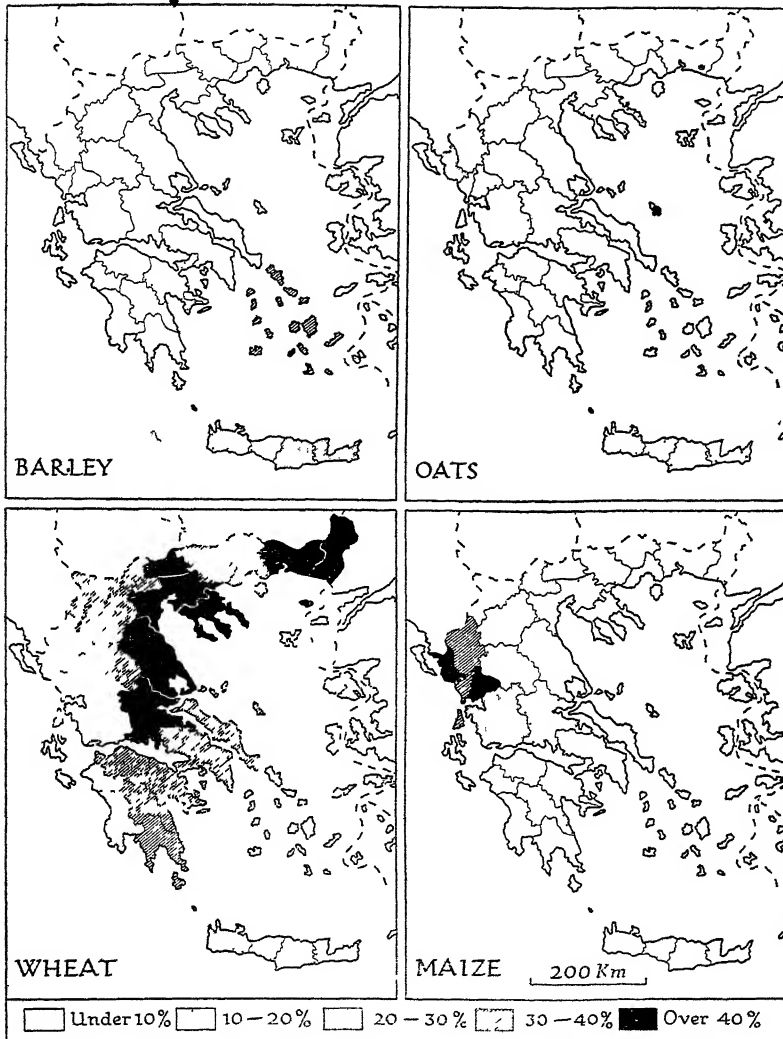 BARLEY
OATS
WHEAT
MAIZE
200 Km
Under 10% 10–20% 20–30% 30–40% Over 40%